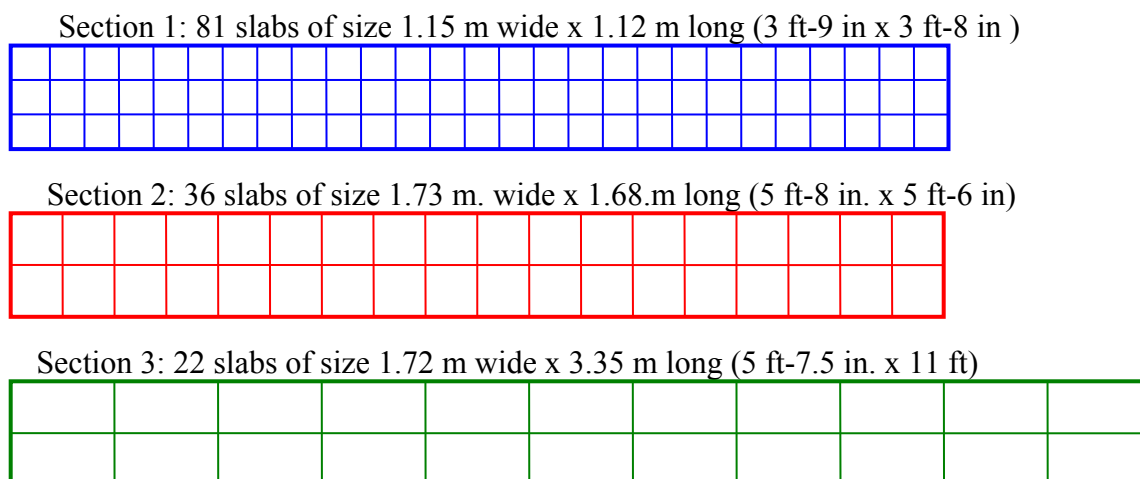 Section 1: 81 slabs of size 1.15 m wide x 1.12 m long (3 ft-9 in x 3 ft-8 in )
Section 2: 36 slabs of size 1.73 m. wide x 1.68.m long (5 ft-8 in. x 5 ft-6 in)
Section 3: 22 slabs of size 1.72 m wide x 3.35 m long (5 ft-7.5 in. x 11 ft)